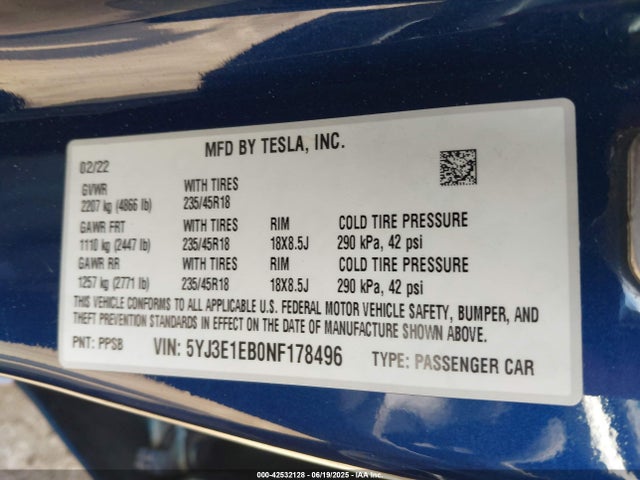 MFD BY TESLA, INC.
02/22
GVWR WITH TIRES
2207 kg (4866 lb) 235/45R18
GAWR FRT WITH TIRES RIM COLD TIRE PRESSURE
1110 kg (2447 lb) 235/45R18 18X8.5J 290 kPa, 42 psi
GAWR RR WITH TIRES RIM COLD TIRE PRESSURE
1257 kg (2771 lb) 235/45R18 18X8.5J 290 kPa, 42 psi
THIS VEHICLE CONFORMS TO ALL APPLICABLE U.S. FEDERAL MOTOR VEHICLE SAFETY, BUMPER, AND
THEFT PREVENTION STANDARDS IN EFFECT ON THE DATE OF MANUFACTURE SHOWN ABOVE.
PNT: PPSB VIN: 5YJ3E1EB0NF178496 TYPE: PASSENGER CAR
000-42532128 - 06/19/2025 - IAAI.COM